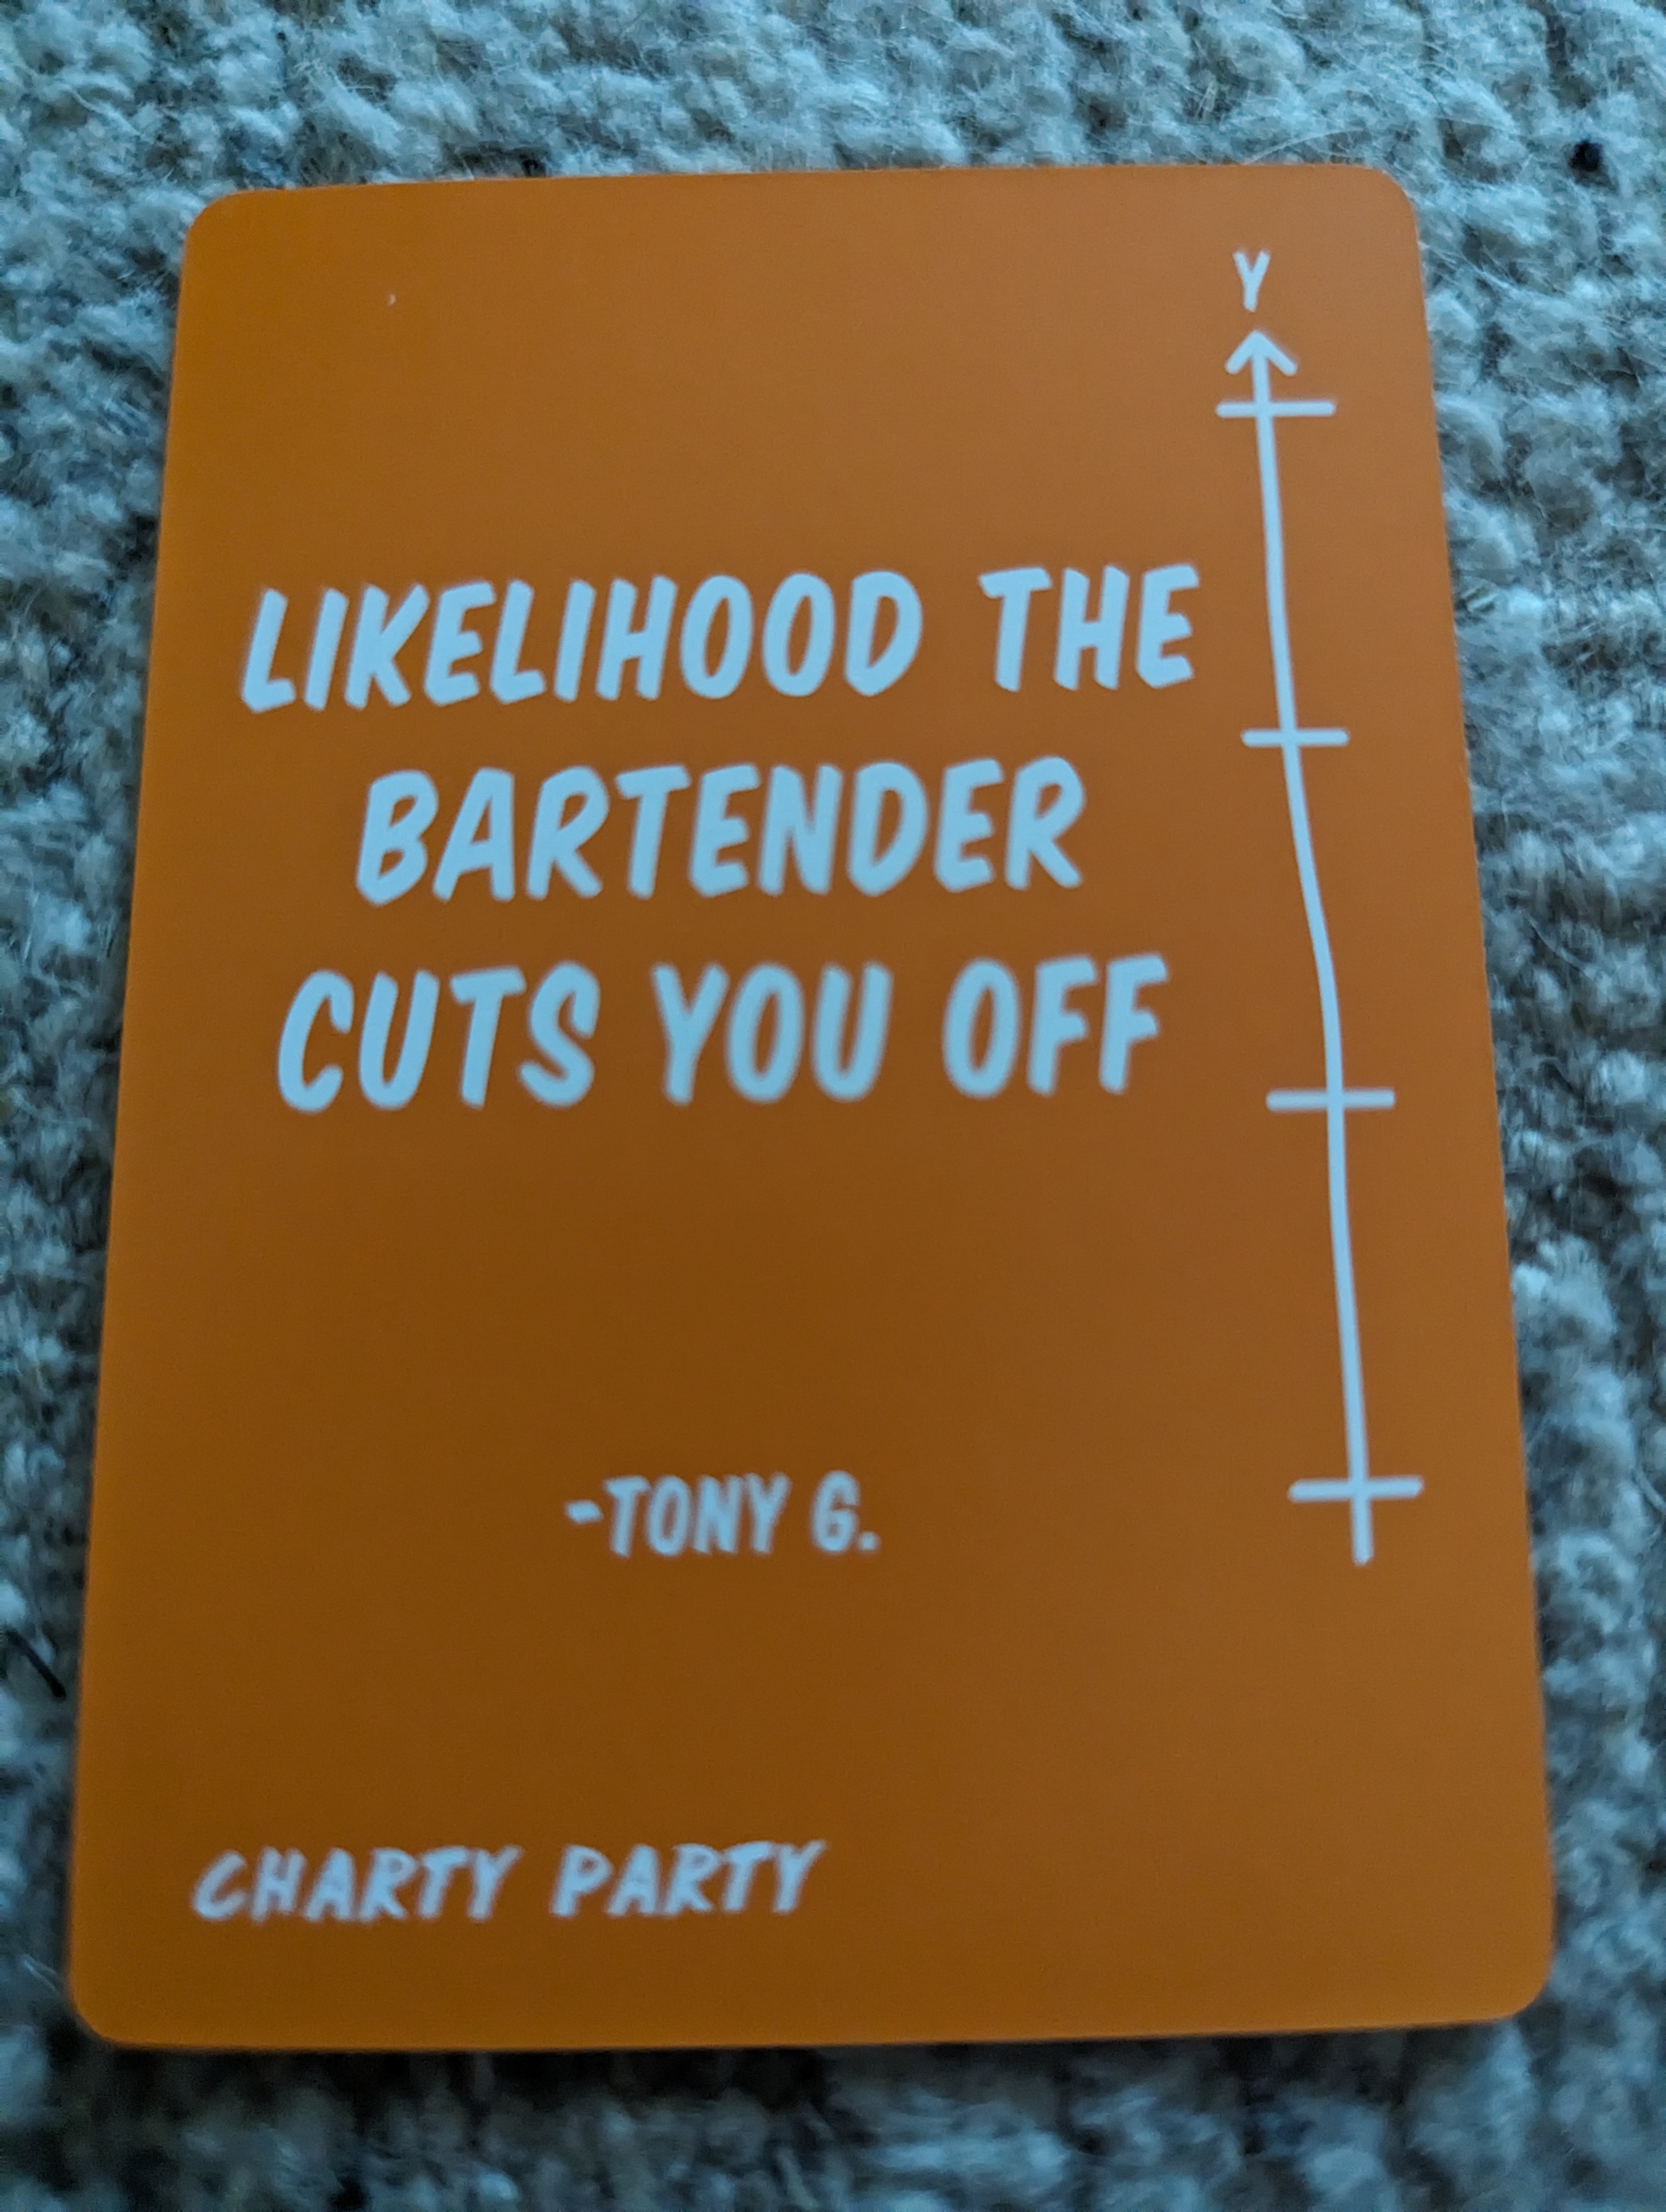 Y
LIKELIHOOD THE
BARTENDER
CUTS YOU OFF
-TONY G.
CHARTY PARTY